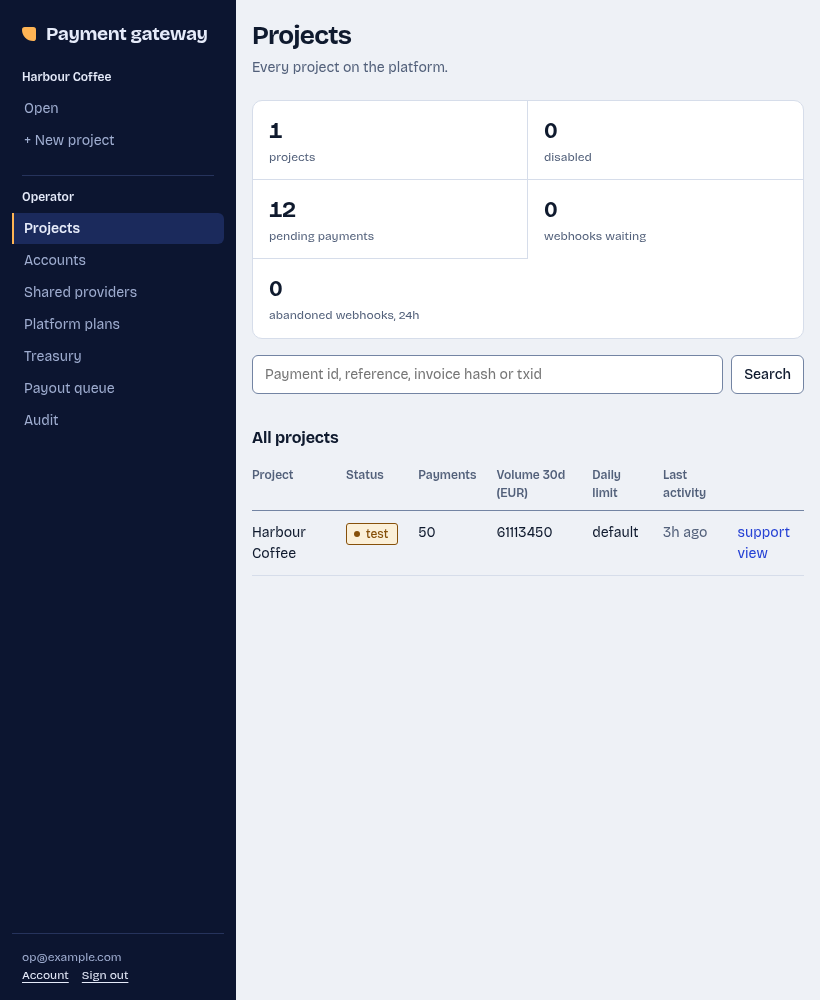 Payment gateway
Harbour Coffee
Open
+ New project
Operator
Projects
Accounts
Shared providers
Platform plans
Treasury
Payout queue
Audit
op@example.com
Account Sign out
Projects
Every project on the platform.
1
projects
0
disabled
12
pending payments
0
webhooks waiting
0
abandoned webhooks, 24h
Payment id, reference, invoice hash or txid
Search
All projects
Project Status Payments Volume 30d (EUR) Daily limit Last activity
Harbour Coffee test 50 61113450 default 3h ago support view